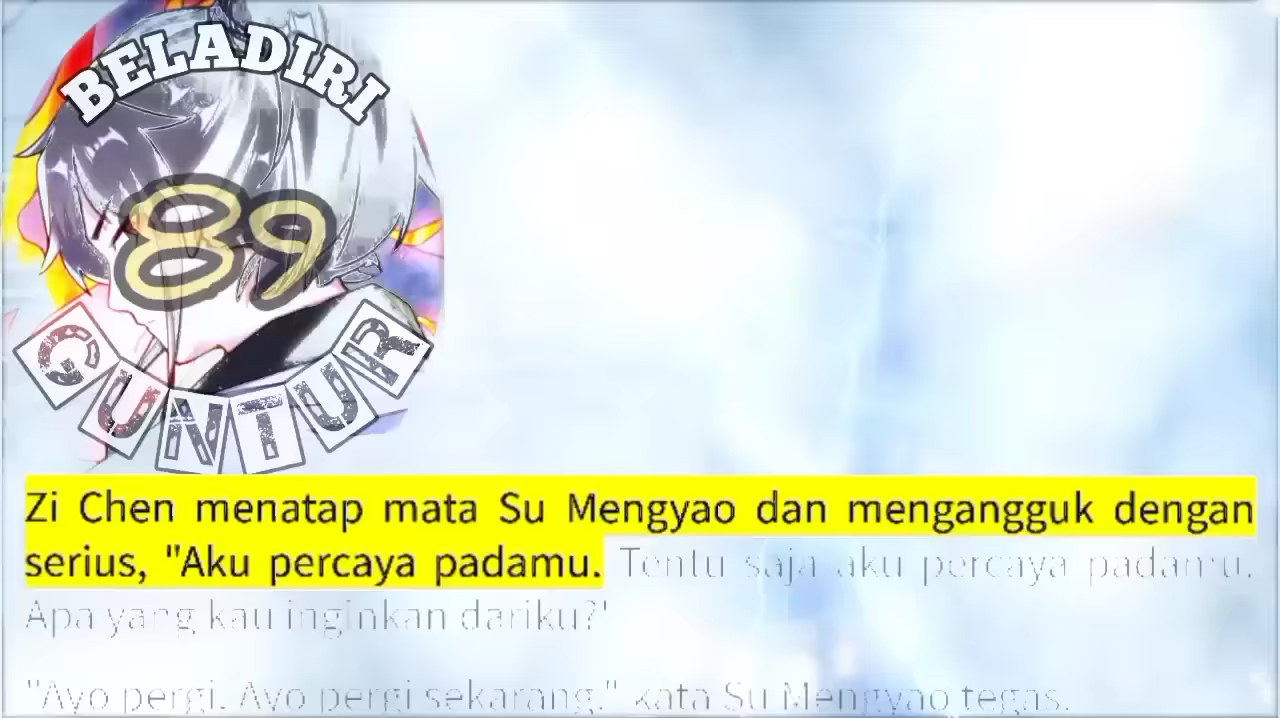 BELADIRI
89
GUNTUR
Zi Chen menatap mata Su Mengyao dan mengangguk dengan
serius, "Aku percaya padamu. Tentu saja aku percaya padamu.
Apa yang kau inginkan dariku?"
"Ayo pergi. Ayo pergi sekarang." kata Su Mengyao tegas.